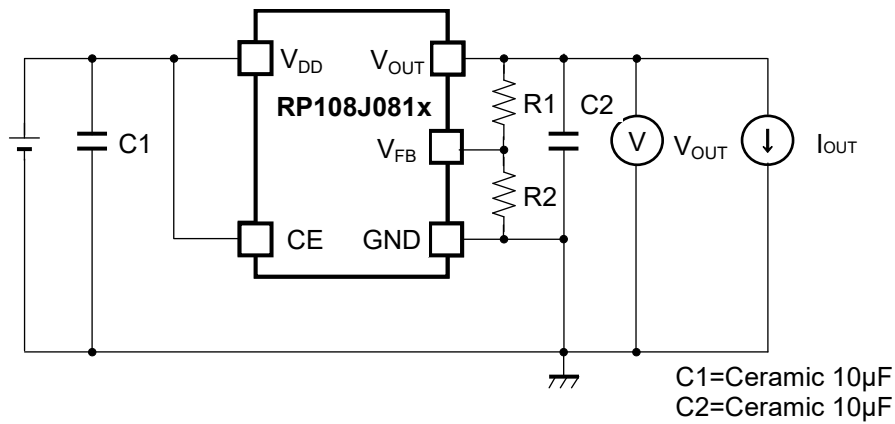 VDD
VOUT
RP108J081x
R1
C2
C1
VFB
V
VOUT
IOUT
R2
CE
GND
C1=Ceramic 10μF
C2=Ceramic 10μF